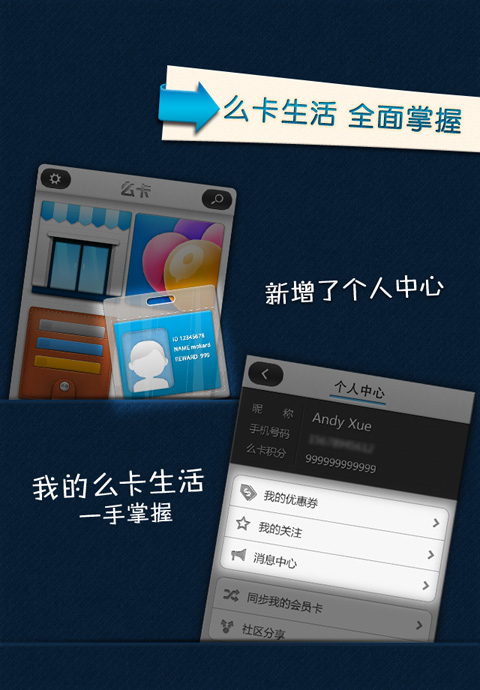 么卡生活 全面掌握
么卡
新增了个人中心
ID 12345678
NAME mokard
REWARD 995
个人中心
昵 称 Andy Xue
手机号码
么卡积分 999999999999
我的优惠券
我的关注
消息中心
同步我的会员卡
社区分享
我的么卡生活
一手掌握